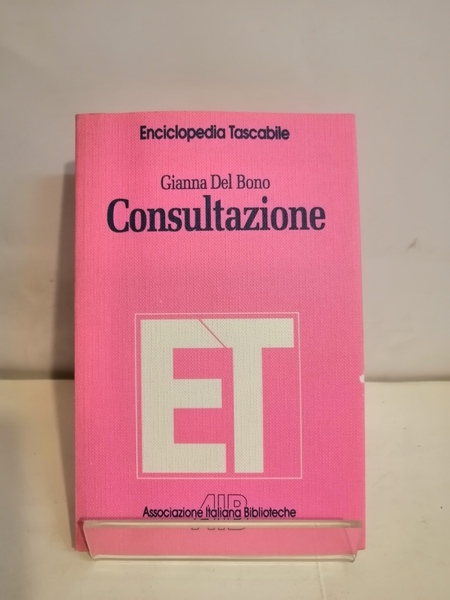 Enciclopedia Tascabile
Gianna Del Bono
Consultazione
ET
AIB
Associazione Italiana Biblioteche